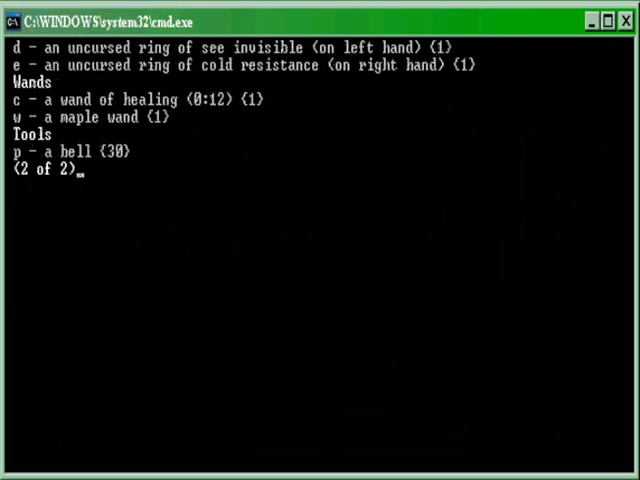 C:\WINDOWS\system32\cmd.exe
d - an uncursed ring of see invisible (on left hand) {1}
e - an uncursed ring of cold resistance (on right hand) {1}
Wands
c - a wand of healing (0:12) {1}
w - a maple wand {1}
Tools
p - a bell {30}
(2 of 2)